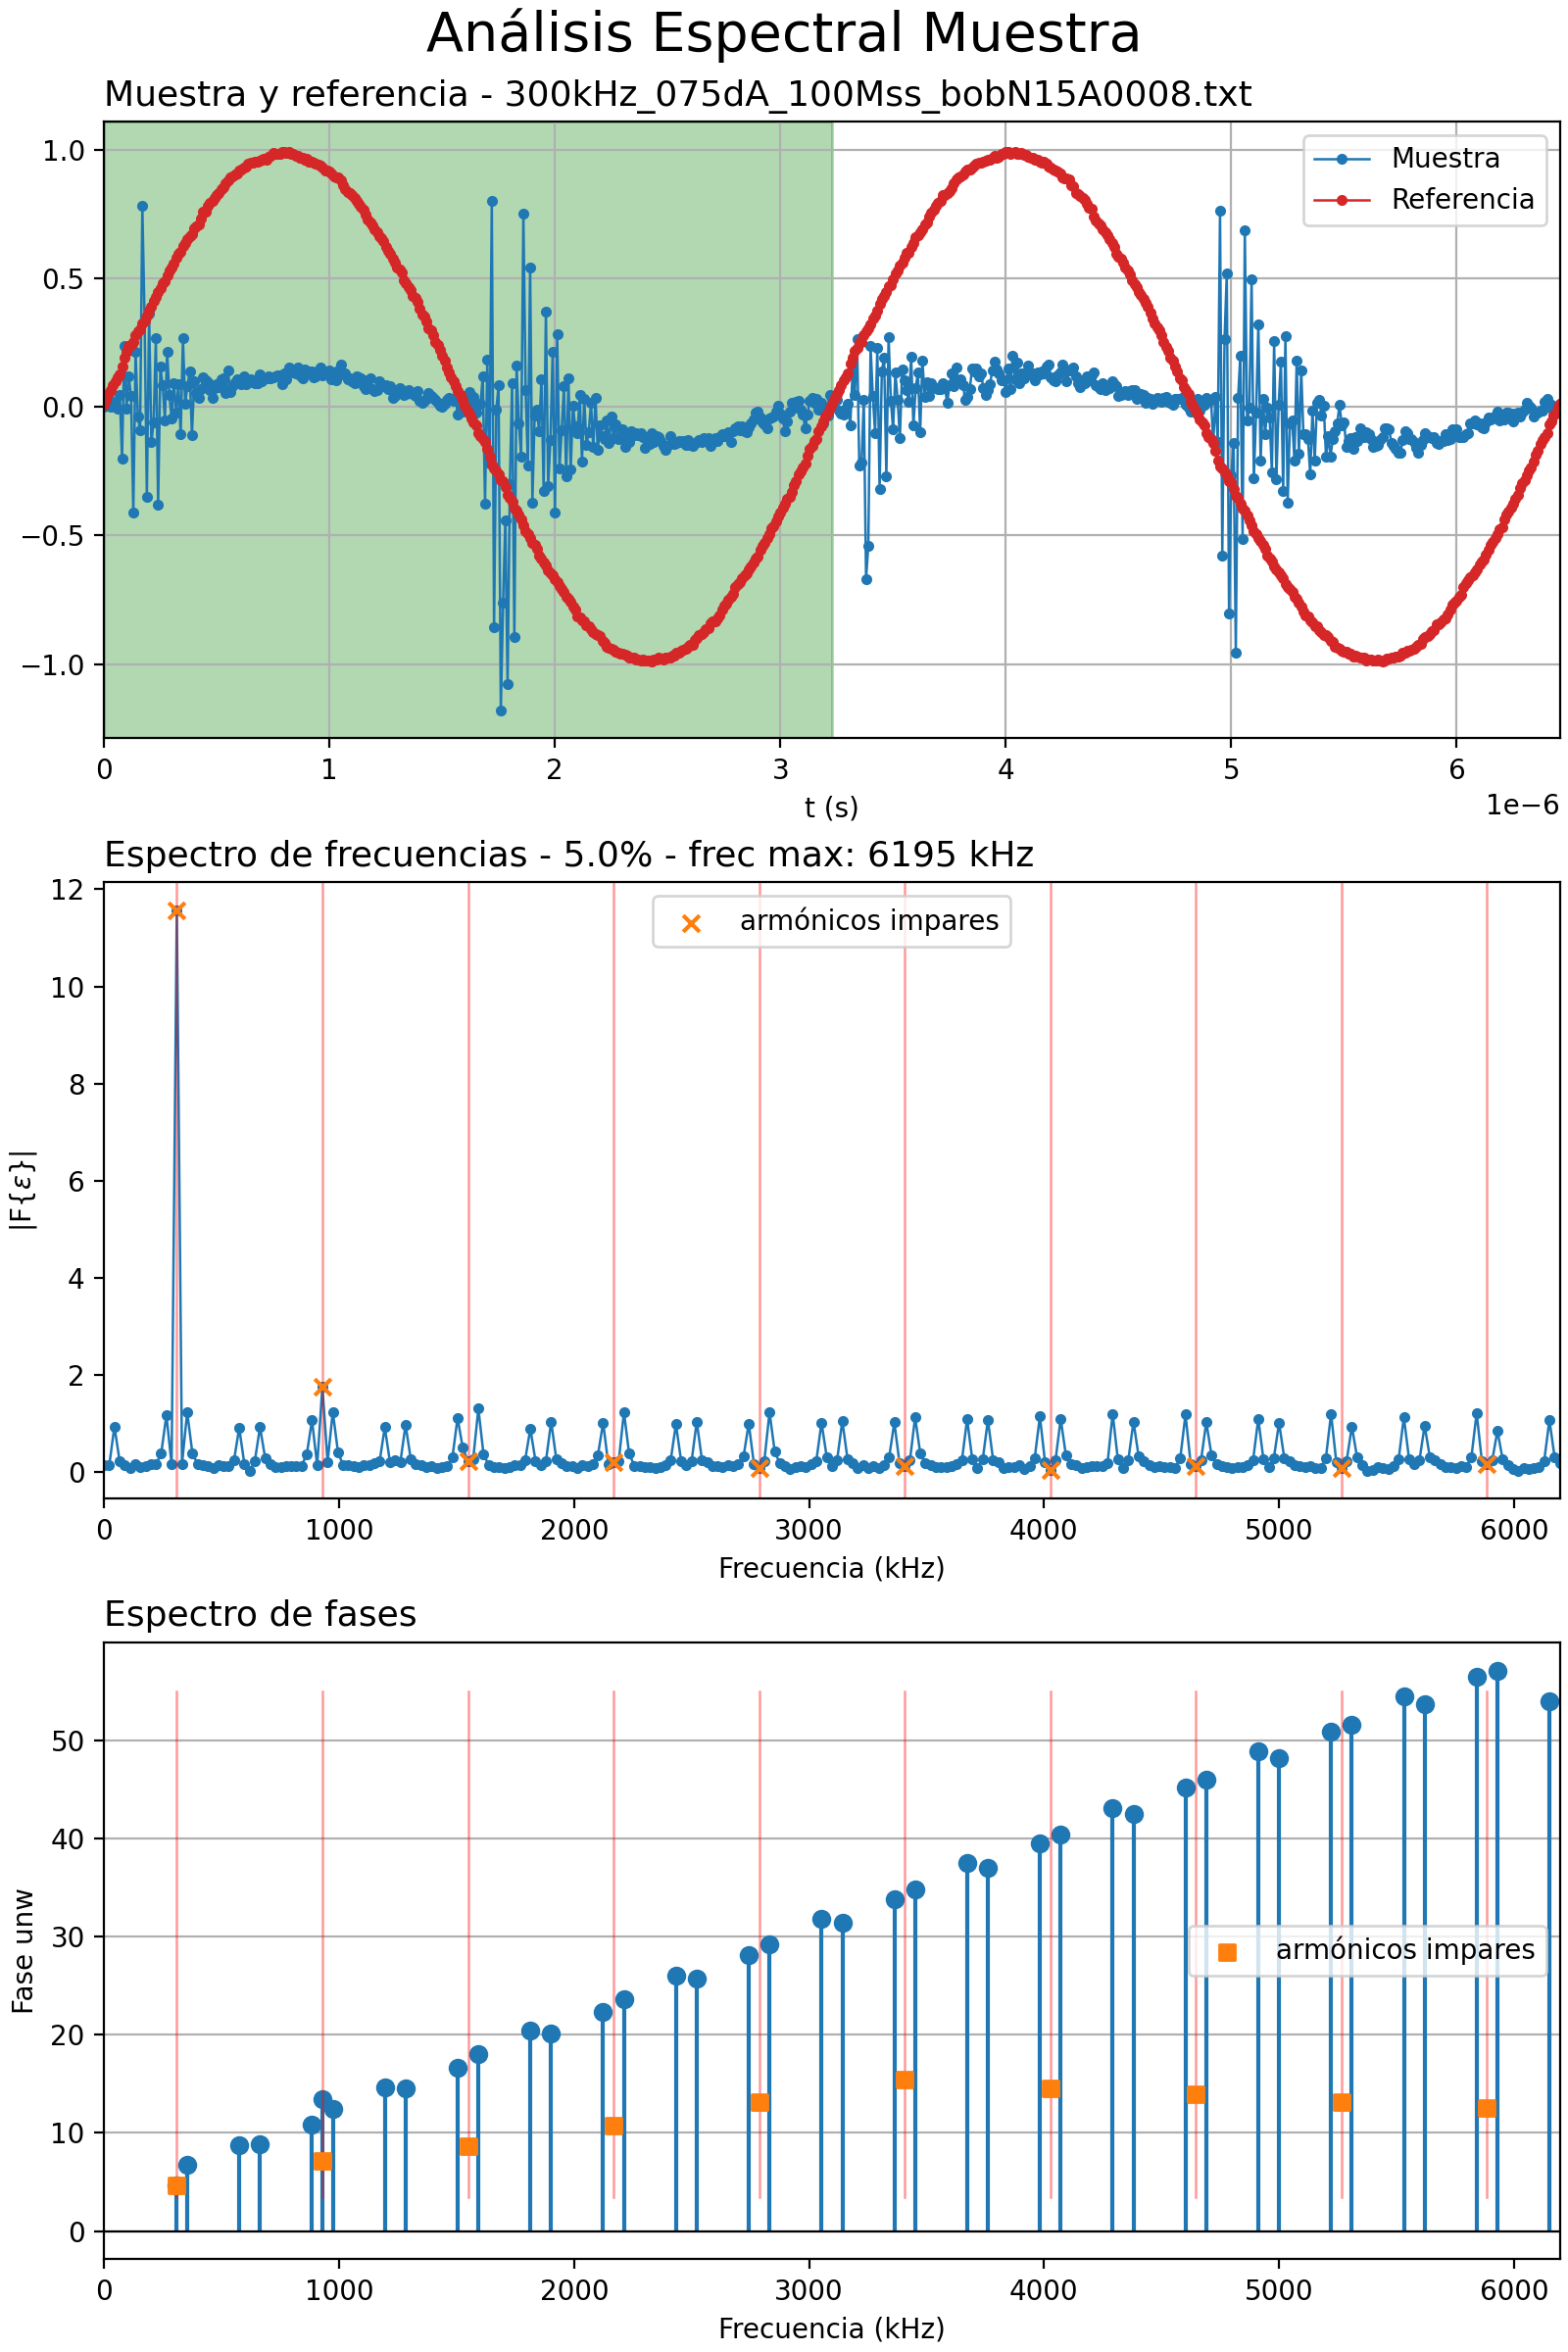 Análisis Espectral Muestra
Muestra y referencia - 300kHz_075dA_100Mss_bobN15A0008.txt
1.0
0.5
0.0
−0.5
−1.0
Muestra
Referencia
0 1 2 3 4 5 6
1e−6
t (s)
Espectro de frecuencias - 5.0% - frec max: 6195 kHz
12
10
8
6
4
2
0
|F{ε}|
armónicos impares
0 1000 2000 3000 4000 5000 6000
Frecuencia (kHz)
Espectro de fases
50
40
30
20
10
0
Fase unw
armónicos impares
0 1000 2000 3000 4000 5000 6000
Frecuencia (kHz)